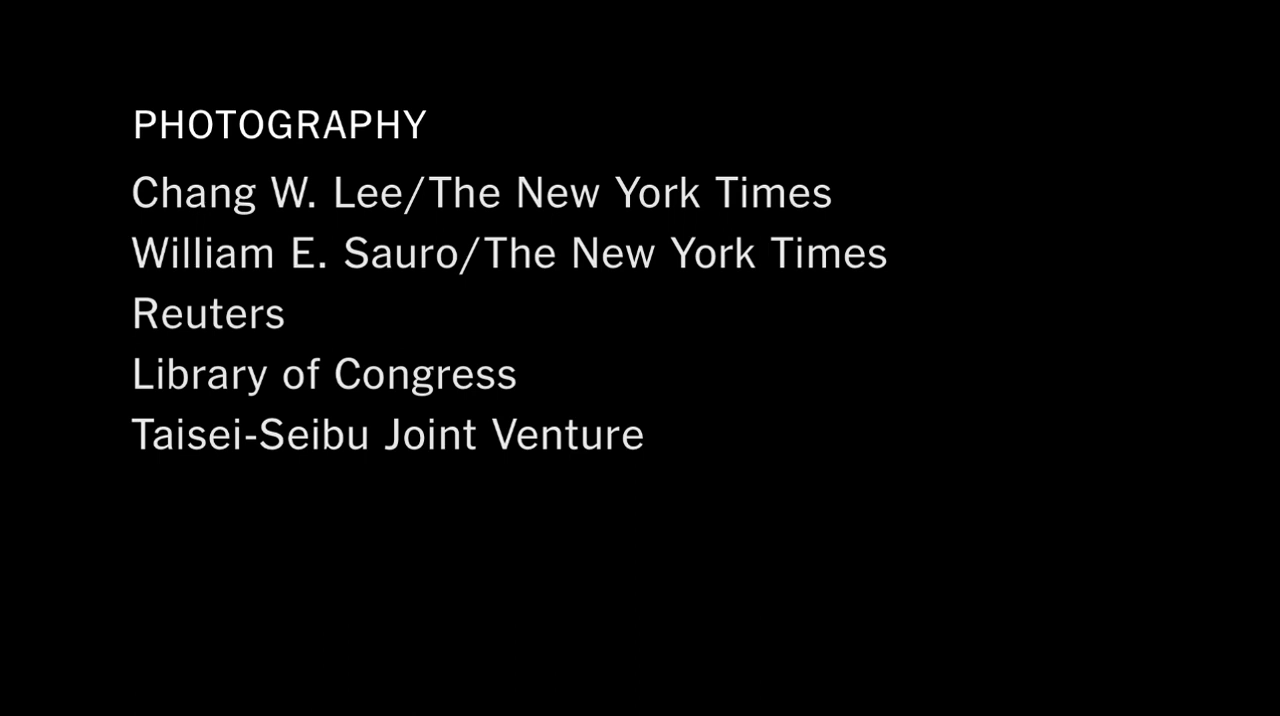 PHOTOGRAPHY
Chang W. Lee/The New York Times
William E. Sauro/The New York Times
Reuters
Library of Congress
Taisei-Seibu Joint Venture